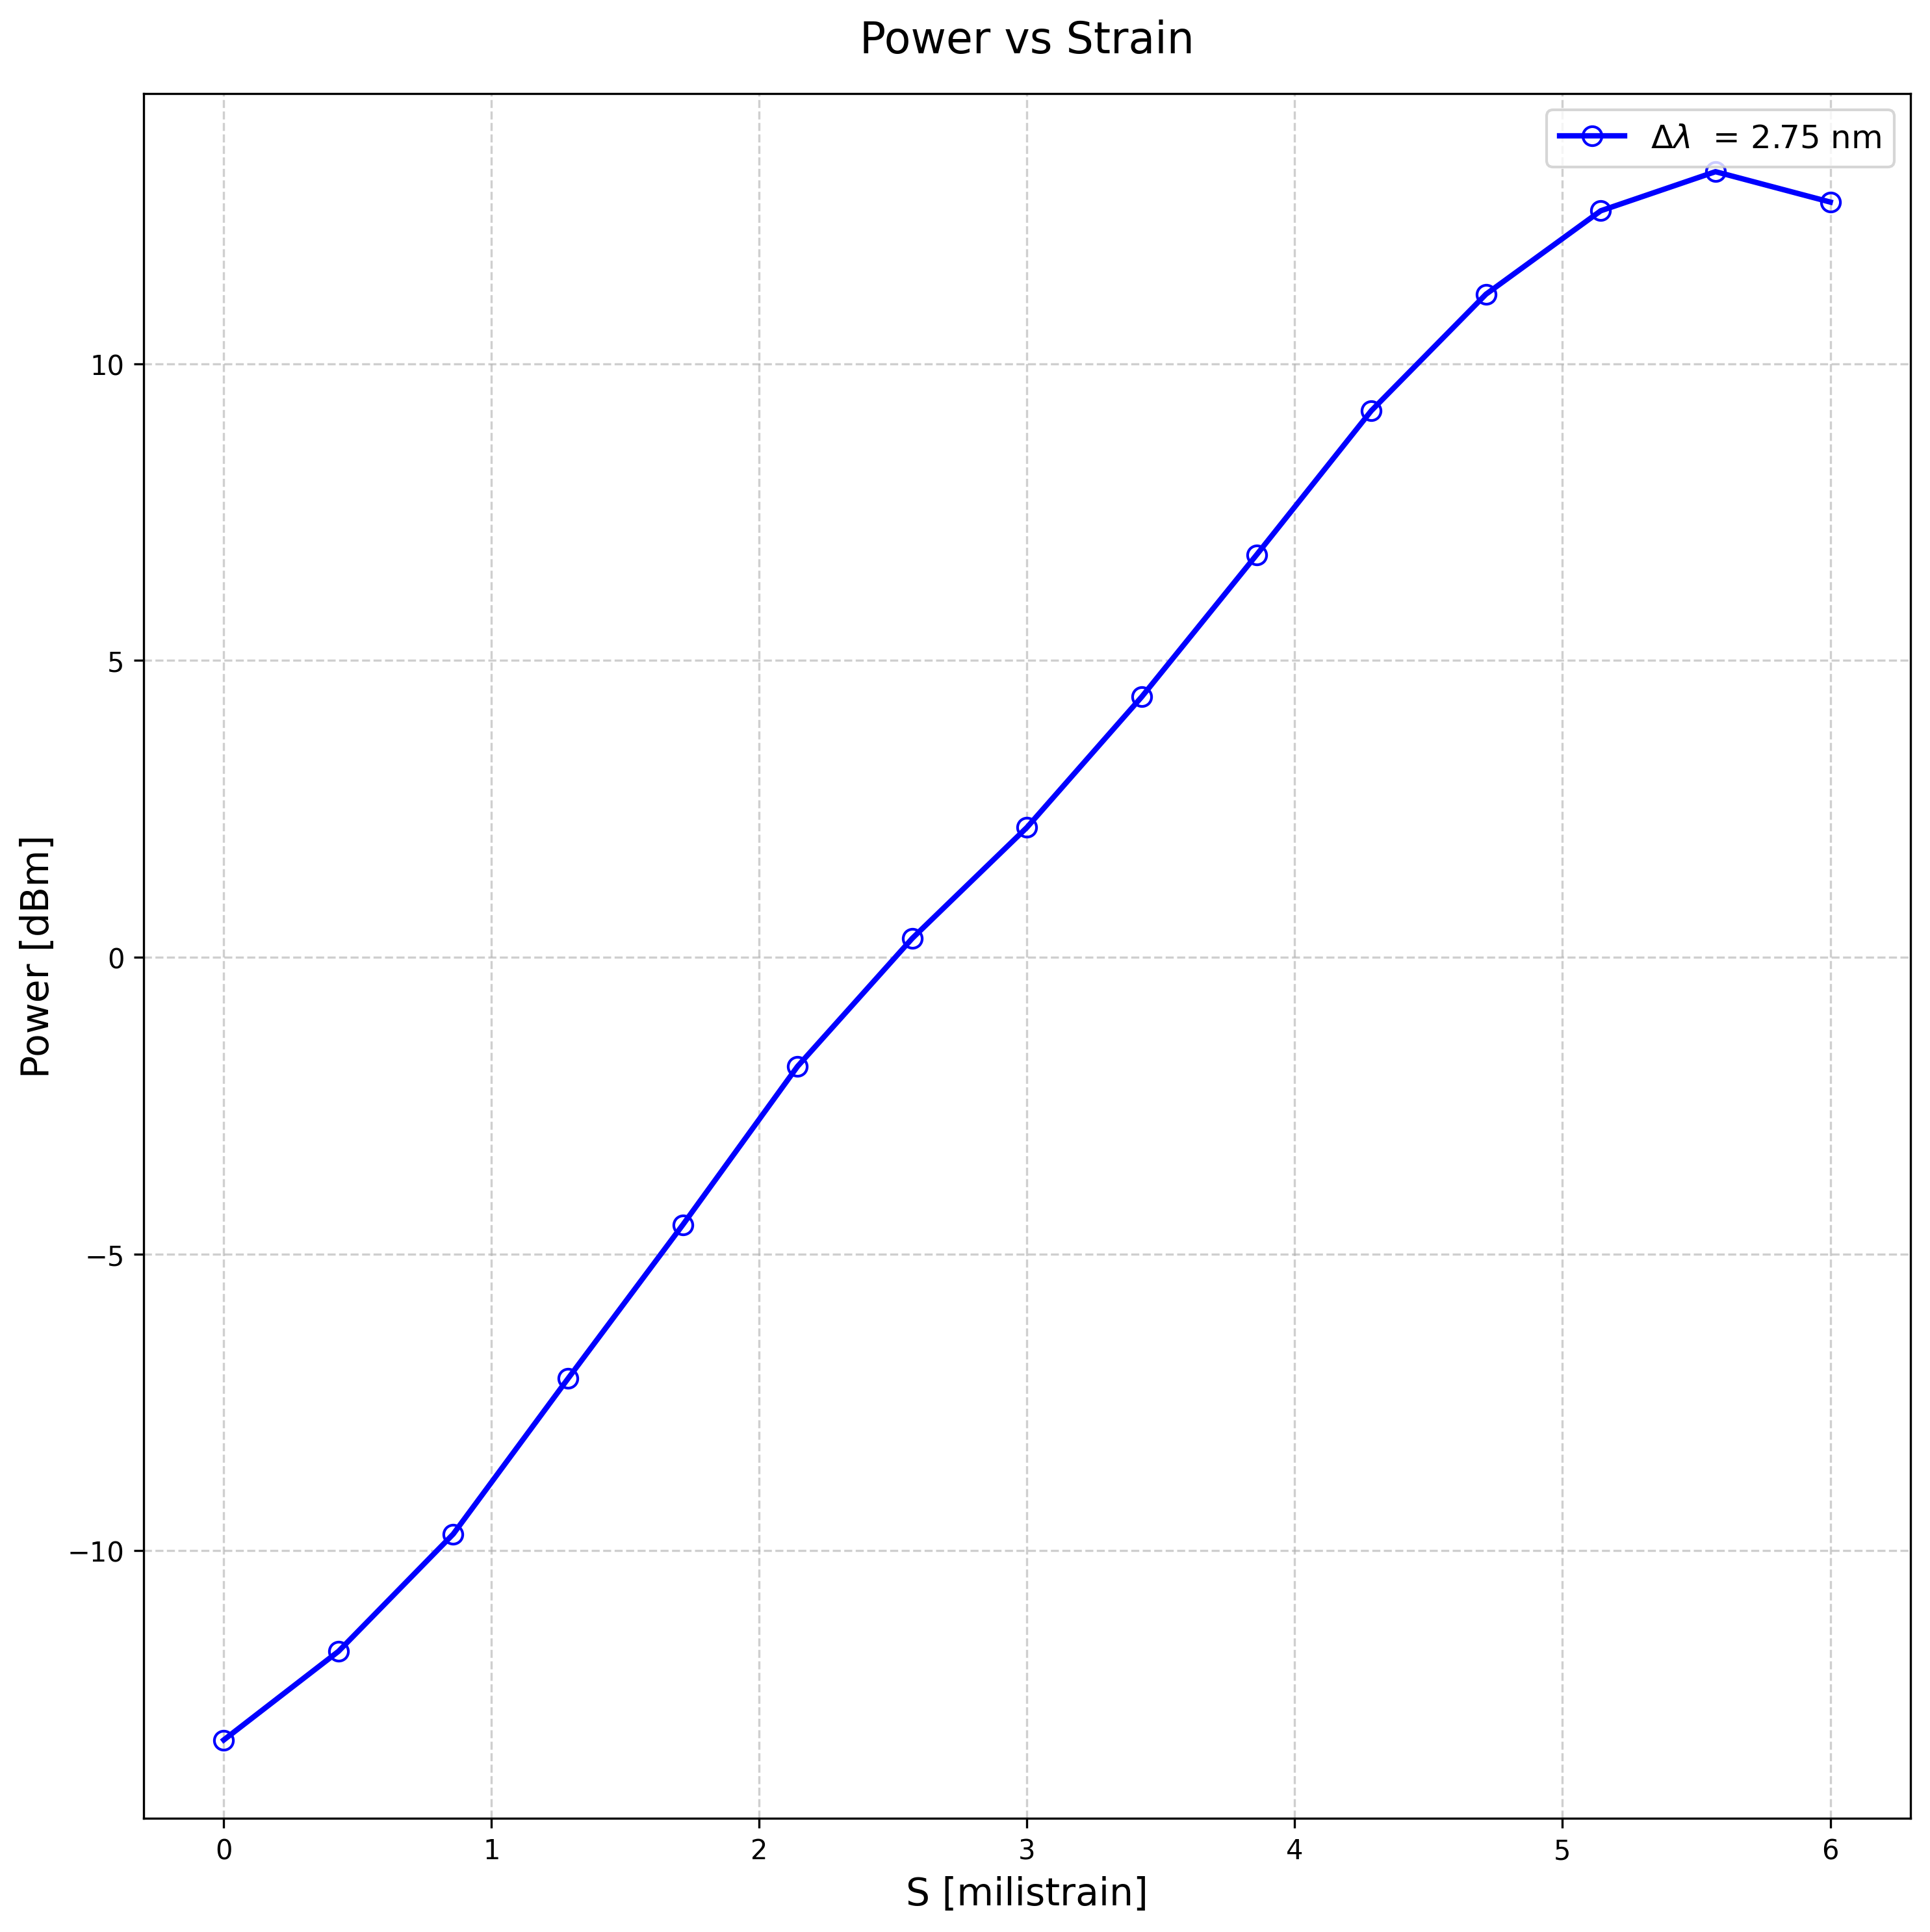 Power vs Strain
Δλ = 2.75 nm
Power [dBm]
10
5
0
−5
−10
0 1 2 3 4 5 6
S [milistrain]